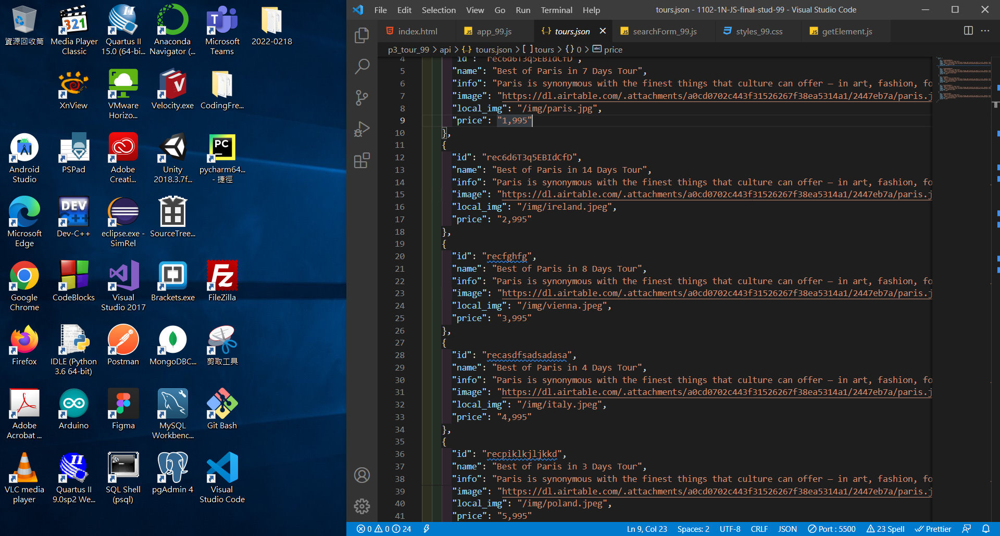 資源回收筒
Media Player
Classic
Quartus II
15.0 (64-bi...
Anaconda
Navigator (...
Microsoft
Teams
2022-0218
XnView
VMware
Horizo...
Velocity.exe
CodingFre...
Android
Studio
PSPad
Adobe
Creati...
Unity
2018.3.7f...
pycharm64...
- 捷徑
Microsoft
Edge
Dev-C++
eclipse.exe -
SimRel
SourceTree...
Google
Chrome
CodeBlocks
Visual
Studio 2017
Brackets.exe
FileZilla
Firefox
IDLE (Python
3.6 64-bit)
Postman
MongoDBC...
剪取工具
Adobe
Acrobat ...
Arduino
Figma
MySQL
Workbenc...
Git Bash
VLC media
player
Quartus II
9.0sp2 We...
SQL Shell
(psql)
pgAdmin 4
Visual
Studio Code
File Edit Selection View Go Run Terminal Help
tours.json - 1102-1N-JS-final-stud-99 - Visual Studio Code
index.html
JS app_99.js
{..} tours.json
JS searchForm_99.js
styles_99.css
JS getElement.js
p3_tour_99 > api > {..} tours.json > [ ] tours > { } 0 > abc price
4 "id": "rec6d6T3q5EBIdCfD",
5 "name": "Best of Paris in 7 Days Tour",
6 "info": "Paris is synonymous with the finest things that culture can offer — in art, fashion, fo
7 "image": "https://dl.airtable.com/.attachments/a0cd0702c443f31526267f38ea5314a1/2447eb7a/paris.j
8 "local_img": "/img/paris.jpg",
9 "price": "1,995"
10 },
11 {
12 "id": "rec6d6T3q5EBIdCfD",
13 "name": "Best of Paris in 14 Days Tour",
14 "info": "Paris is synonymous with the finest things that culture can offer — in art, fashion, fo
15 "image": "https://dl.airtable.com/.attachments/a0cd0702c443f31526267f38ea5314a1/2447eb7a/paris.j
16 "local_img": "/img/ireland.jpeg",
17 "price": "2,995"
18 },
19 {
20 "id": "recfghfg",
21 "name": "Best of Paris in 8 Days Tour",
22 "info": "Paris is synonymous with the finest things that culture can offer — in art, fashion, fo
23 "image": "https://dl.airtable.com/.attachments/a0cd0702c443f31526267f38ea5314a1/2447eb7a/paris.j
24 "local_img": "/img/vienna.jpeg",
25 "price": "3,995"
26 },
27 {
28 "id": "recasdfsadsadasa",
29 "name": "Best of Paris in 4 Days Tour",
30 "info": "Paris is synonymous with the finest things that culture can offer — in art, fashion, fo
31 "image": "https://dl.airtable.com/.attachments/a0cd0702c443f31526267f38ea5314a1/2447eb7a/paris.j
32 "local_img": "/img/italy.jpeg",
33 "price": "4,995"
34 },
35 {
36 "id": "recpiklkjljkkd",
37 "name": "Best of Paris in 3 Days Tour",
38 "info": "Paris is synonymous with the finest things that culture can offer — in art, fashion, fo
39 "image": "https://dl.airtable.com/.attachments/a0cd0702c443f31526267f38ea5314a1/2447eb7a/paris.j
40 "local_img": "/img/poland.jpeg",
41 "price": "5,995"
0 0 24
Ln 9, Col 23 Spaces: 2 UTF-8 CRLF JSON Port : 5500 23 Spell Prettier